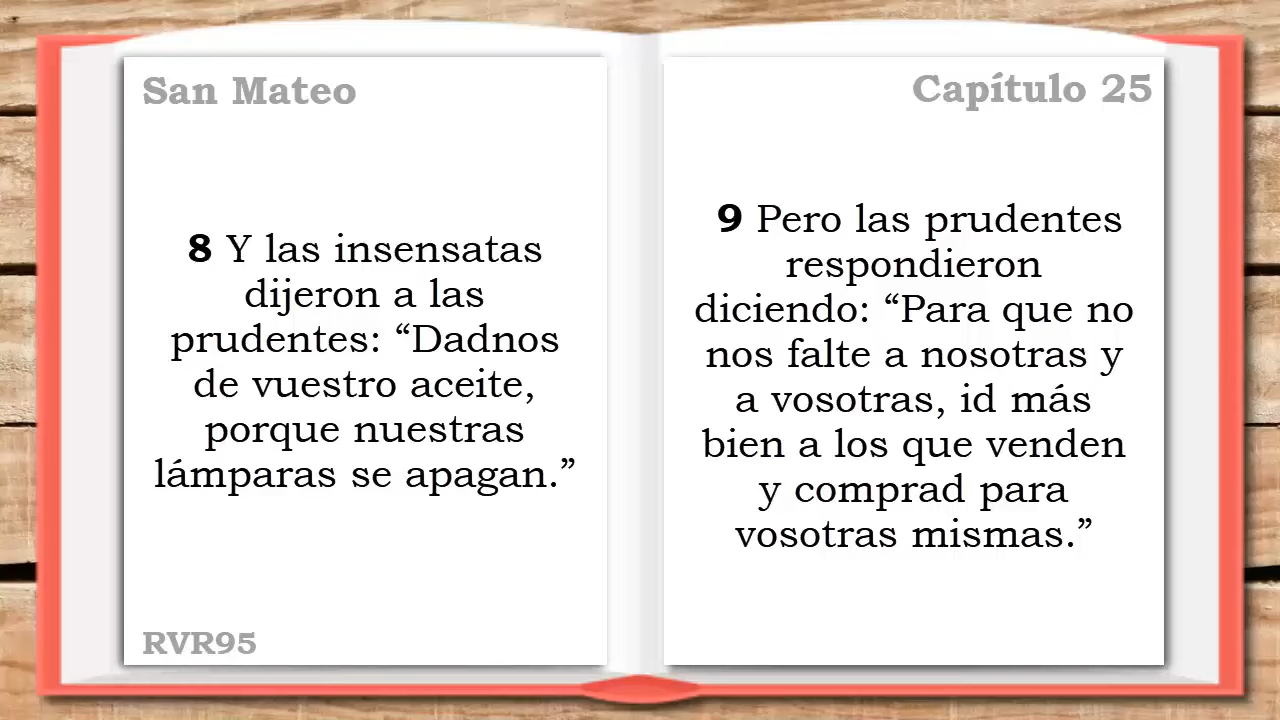 San Mateo
8 Y las insensatas
dijeron a las
prudentes: “Dadnos
de vuestro aceite,
porque nuestras
lámparas se apagan.”
RVR95
Capítulo 25
9 Pero las prudentes
respondieron
diciendo: “Para que no
nos falte a nosotras y
a vosotras, id más
bien a los que venden
y comprad para
vosotras mismas.”